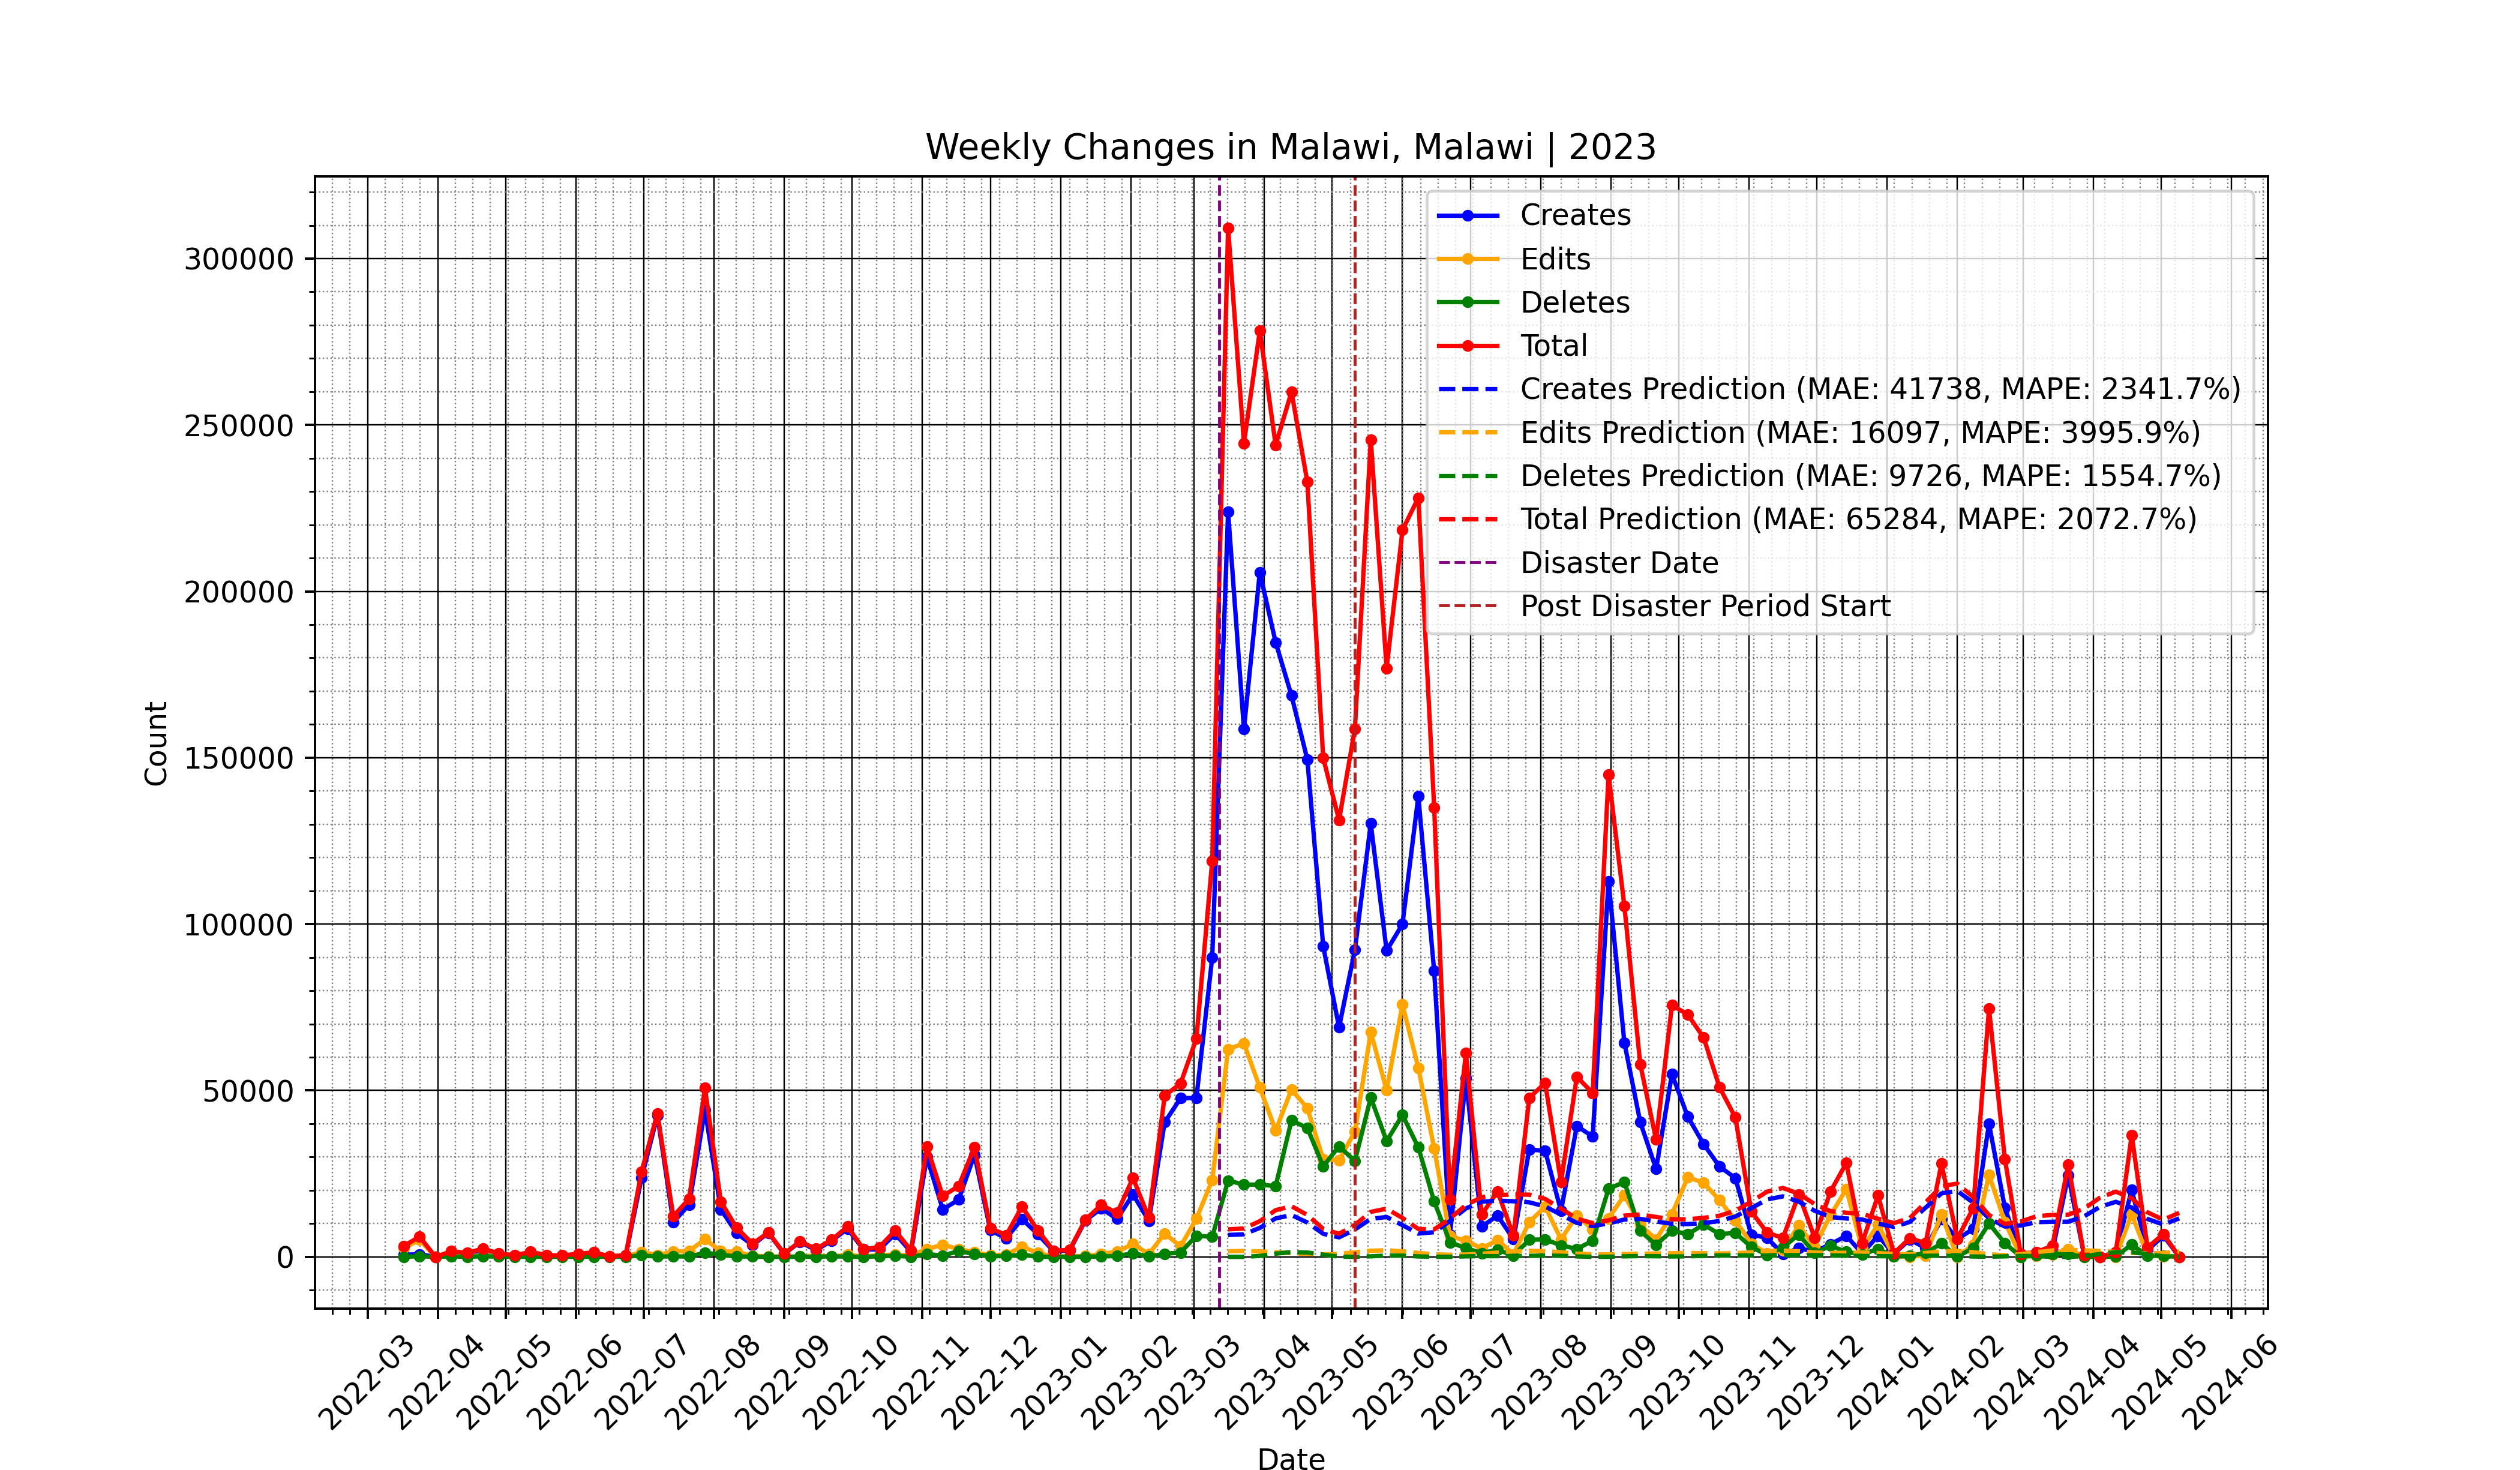 Weekly Changes in Malawi, Malawi | 2023
Creates
Edits
Deletes
Total
Creates Prediction (MAE: 41738, MAPE: 2341.7%)
Edits Prediction (MAE: 16097, MAPE: 3995.9%)
Deletes Prediction (MAE: 9726, MAPE: 1554.7%)
Total Prediction (MAE: 65284, MAPE: 2072.7%)
Disaster Date
Post Disaster Period Start
Count
300000
250000
200000
150000
100000
50000
0
2022-03
2022-04
2022-05
2022-06
2022-07
2022-08
2022-09
2022-10
2022-11
2022-12
2023-01
2023-02
2023-03
2023-04
2023-05
2023-06
2023-07
2023-08
2023-09
2023-10
2023-11
2023-12
2024-01
2024-02
2024-03
2024-04
2024-05
2024-06
Date